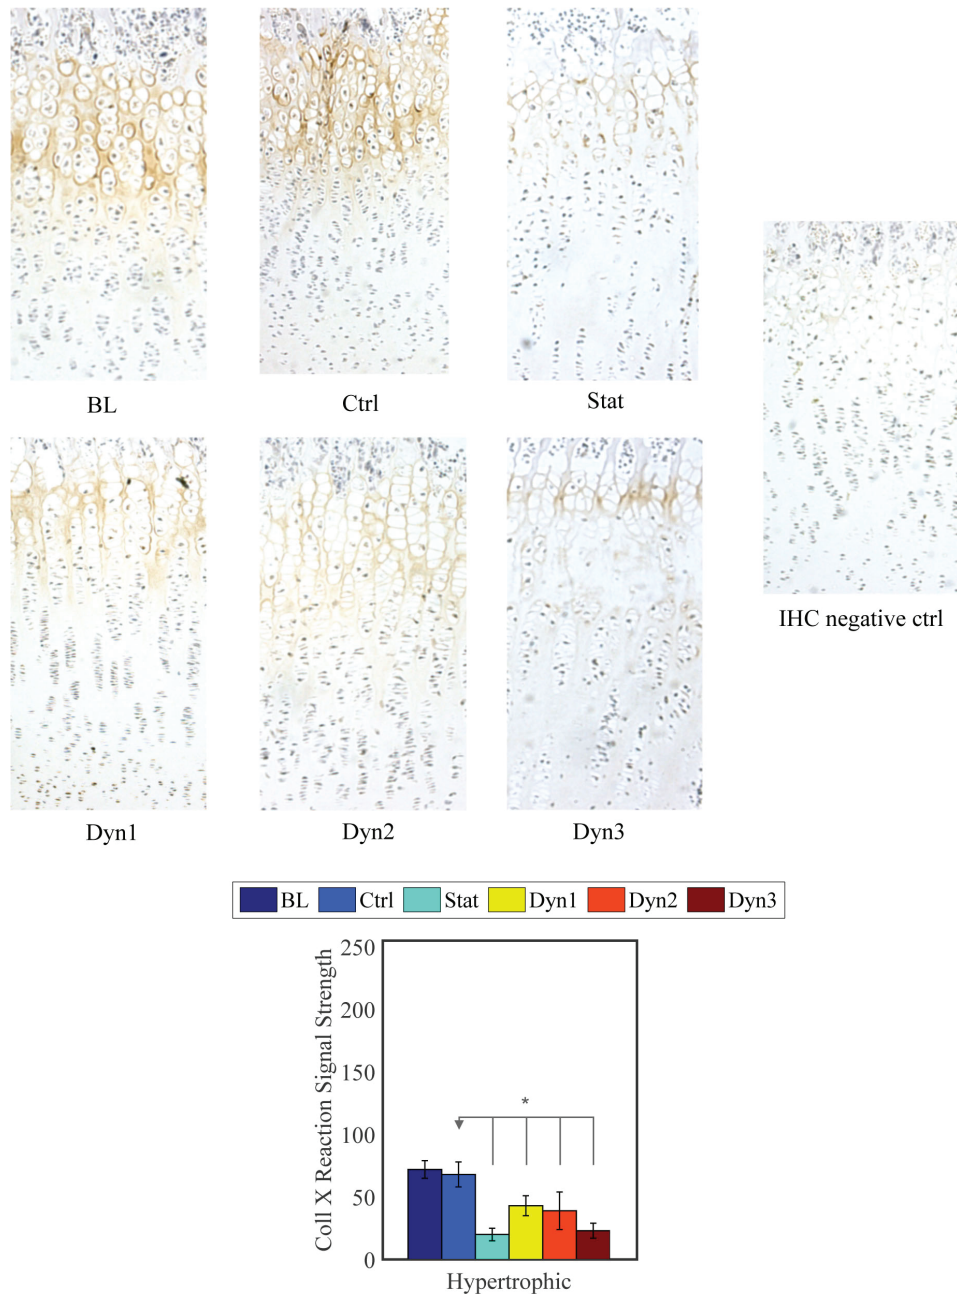 BL
Ctrl
Stat
IHC negative ctrl
Dyn1
Dyn2
Dyn3
BL Ctrl Stat Dyn1 Dyn2 Dyn3
Coll X Reaction Signal Strength
250
200
150
100
50
0
*
Hypertrophic